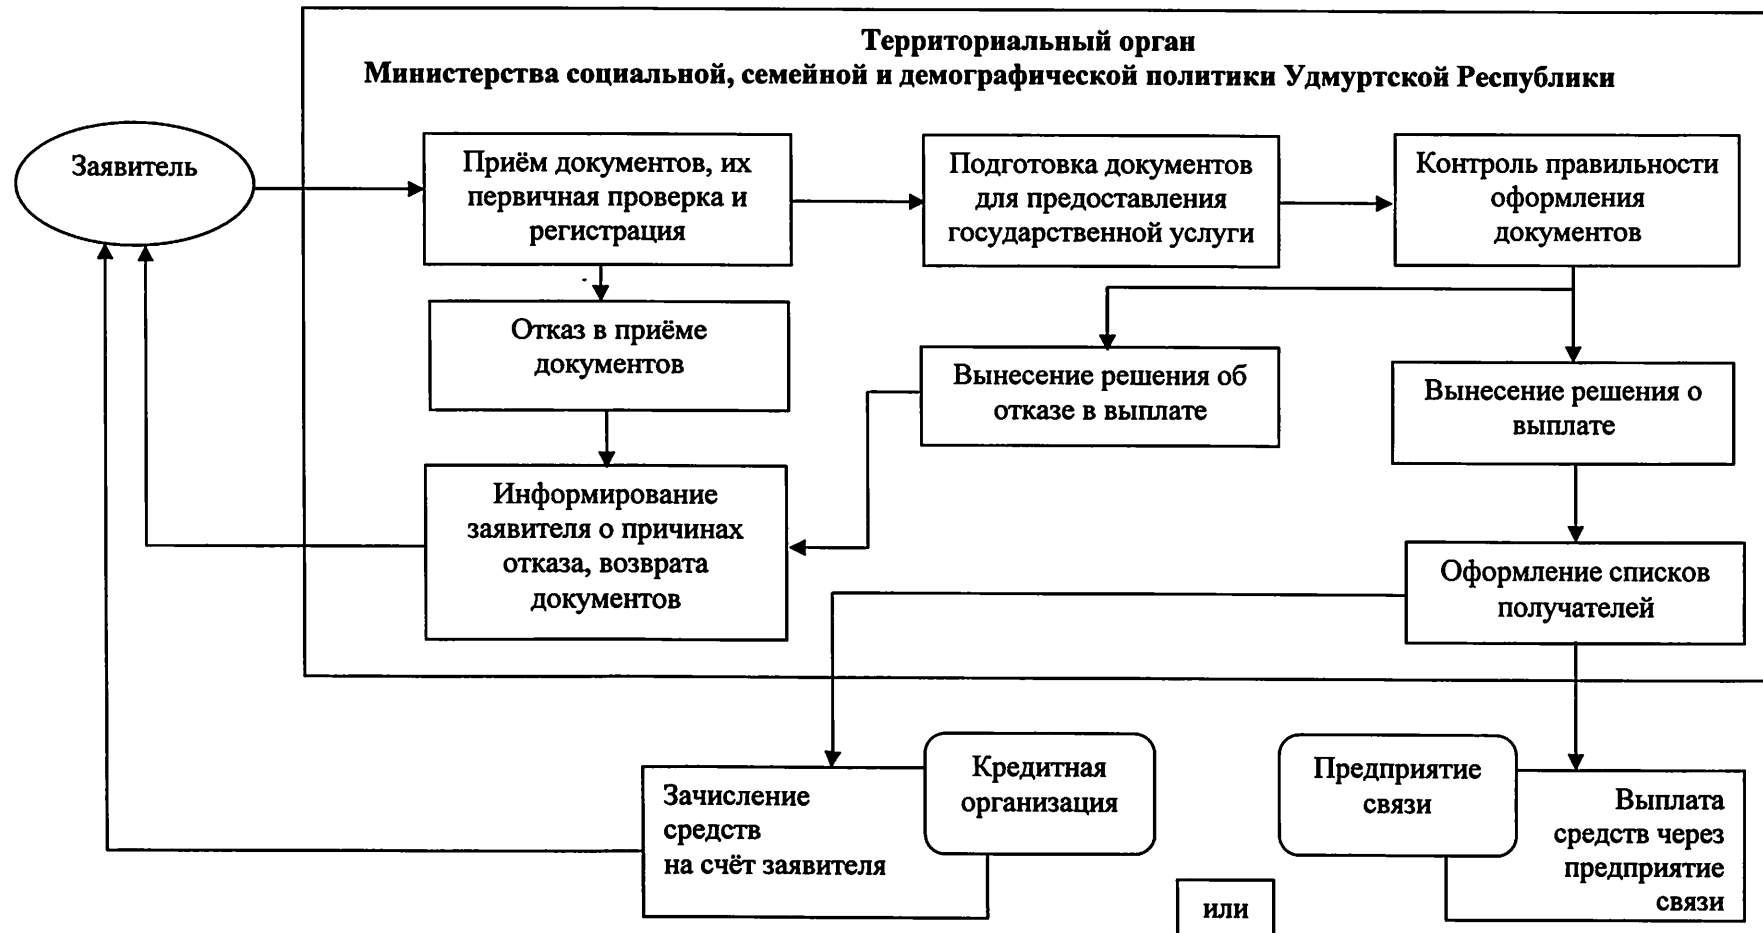 Территориальный орган
Министерства социальной, семейной и демографической политики Удмуртской Республики
Заявитель
Приём документов, их
первичная проверка и
регистрация
Подготовка документов
для предоставления
государственной услуги
Контроль правильности
оформления
документов
Отказ в приёме
документов
Вынесение решения об
отказе в выплате
Вынесение решения о
выплате
Информирование
заявителя о причинах
отказа, возврата
документов
Оформление списков
получателей
Зачисление
средств
на счёт заявителя
Кредитная
организация
Предприятие
связи
Выплата
средств через
предприятие
связи
или